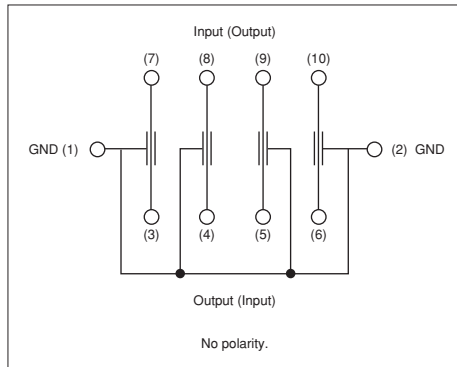 Input (Output)
(7) (8) (9) (10)
GND (1) (2) GND
(3) (4) (5) (6)
Output (Input)
No polarity.